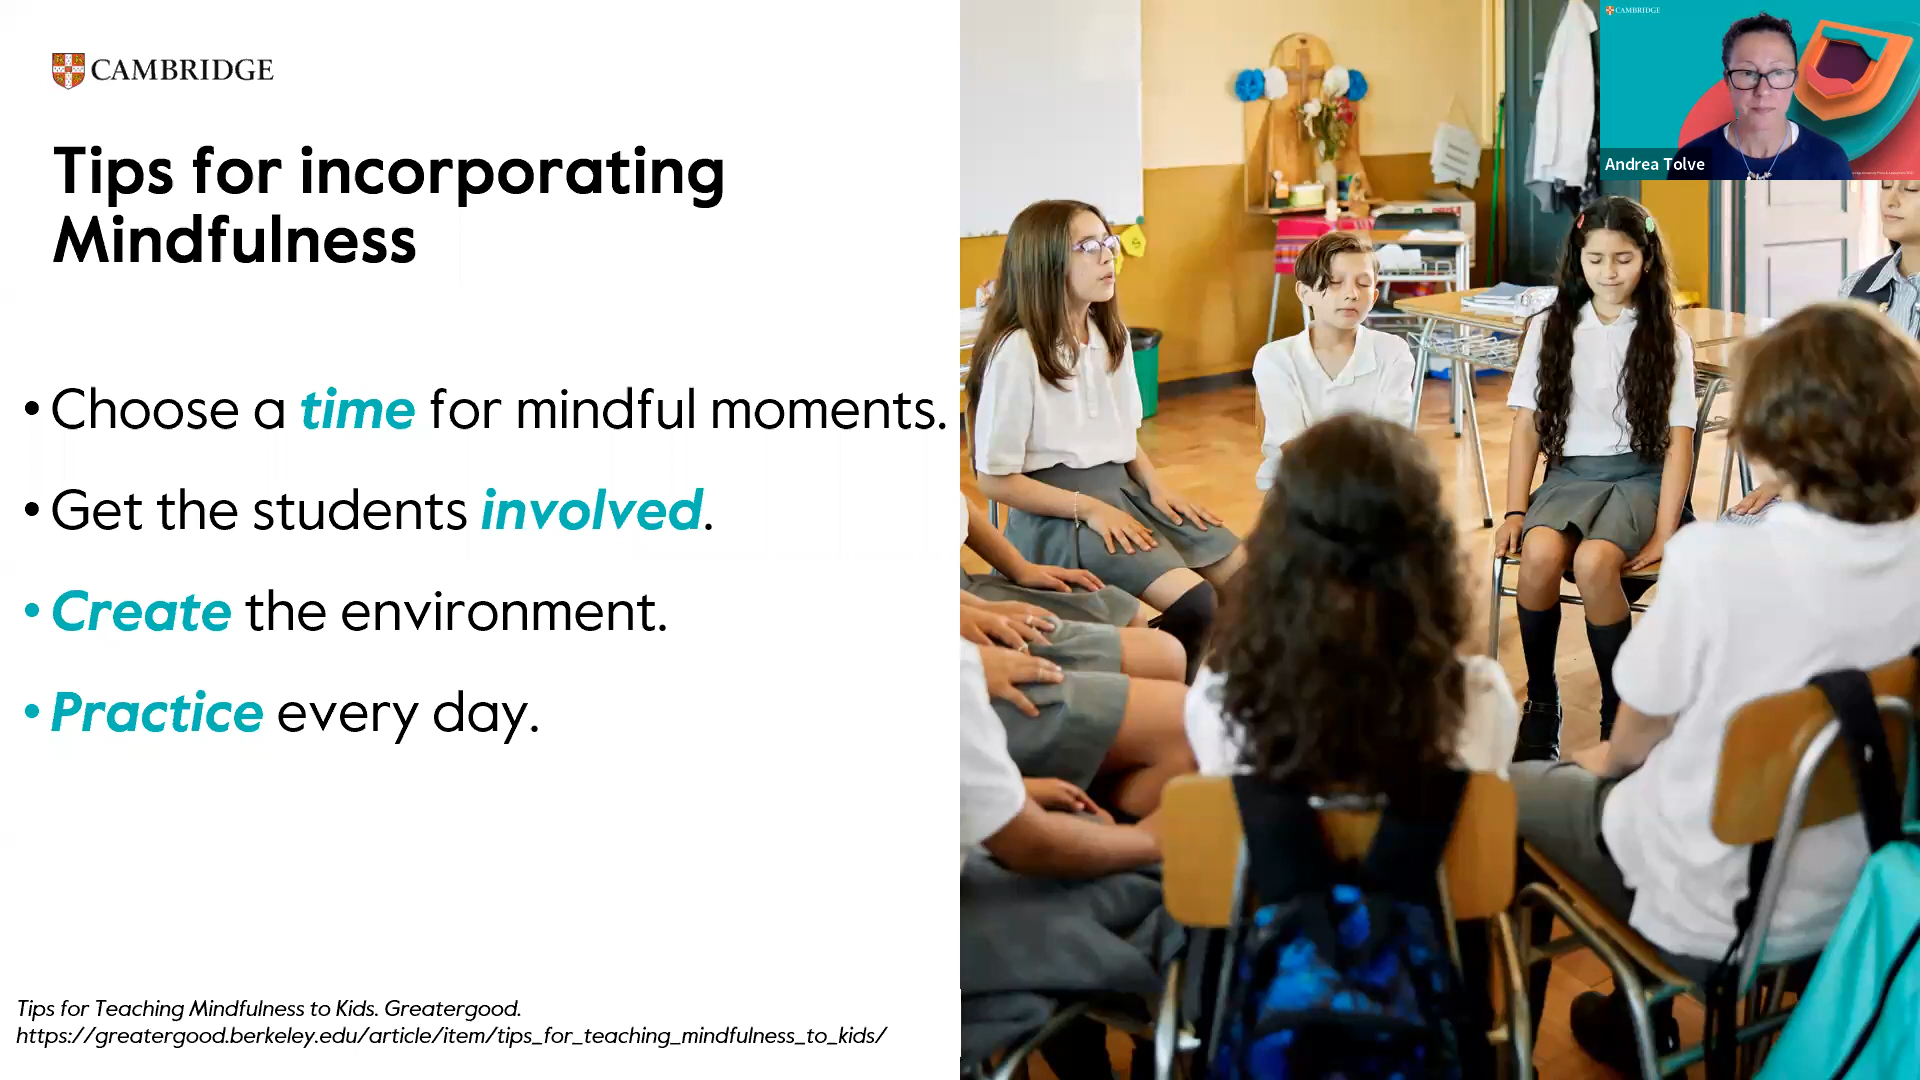 CAMBRIDGE
Tips for incorporating
Mindfulness
• Choose a time for mindful moments.
• Get the students involved.
• Create the environment.
• Practice every day.
Tips for Teaching Mindfulness to Kids. Greatergood.
https://greatergood.berkeley.edu/article/item/tips_for_teaching_mindfulness_to_kids/
CAMBRIDGE
Andrea Tolve